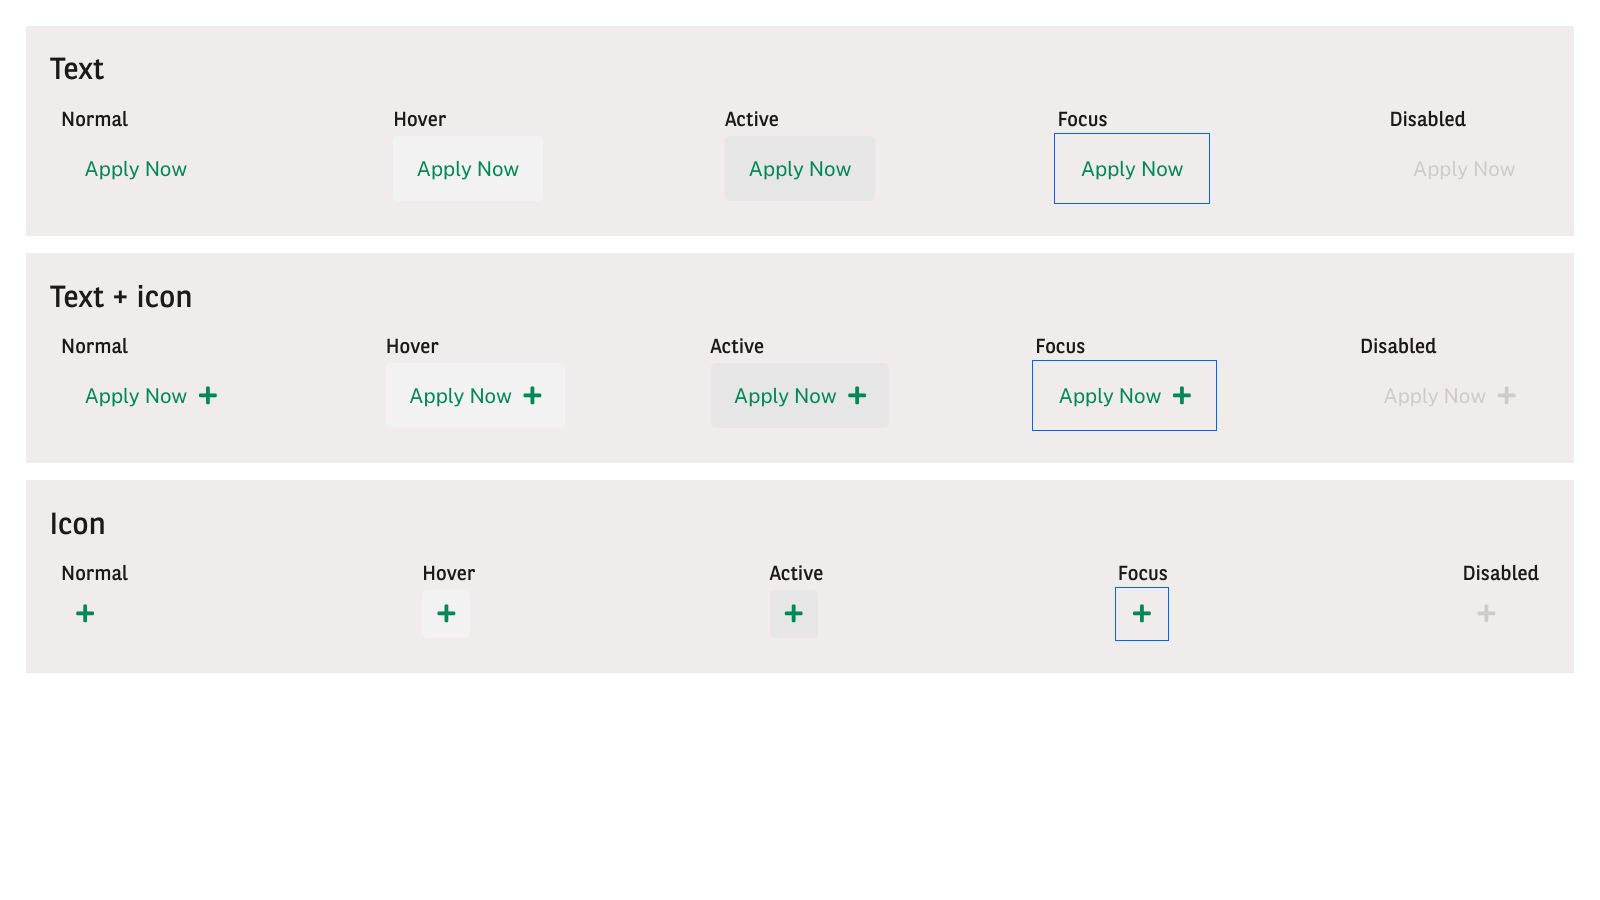 Text
Normal Hover Active Focus Disabled
Apply Now Apply Now Apply Now Apply Now Apply Now
Text + icon
Normal Hover Active Focus Disabled
Apply Now + Apply Now + Apply Now + Apply Now + Apply Now +
Icon
Normal Hover Active Focus Disabled
+ + + + +